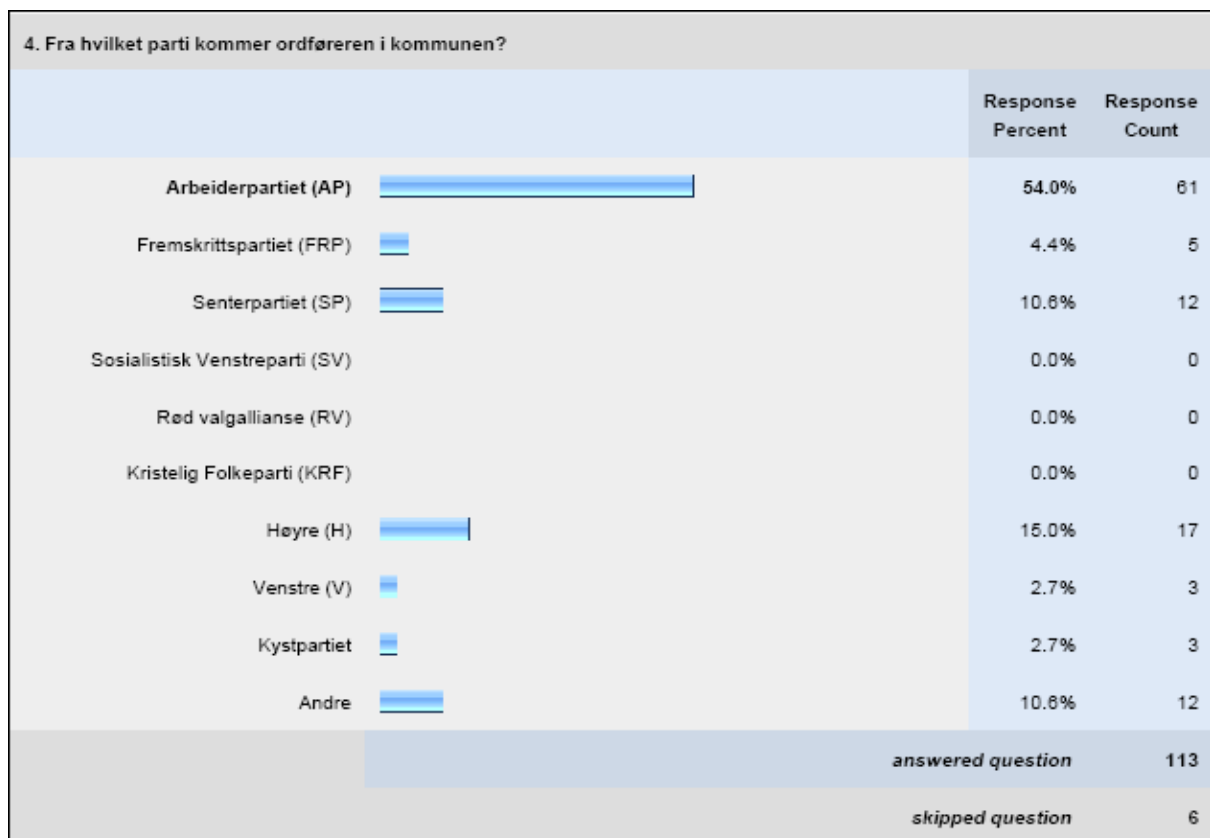 4. Fra hvilket parti kommer ordføreren i kommunen?
Response Percent Response Count
Arbeiderpartiet (AP) 54.0% 61
Fremskrittspartiet (FRP) 4.4% 5
Senterpartiet (SP) 10.6% 12
Sosialistisk Venstreparti (SV) 0.0% 0
Rød valgallianse (RV) 0.0% 0
Kristelig Folkeparti (KRF) 0.0% 0
Høyre (H) 15.0% 17
Venstre (V) 2.7% 3
Kystpartiet 2.7% 3
Andre 10.6% 12
answered question 113
skipped question 6